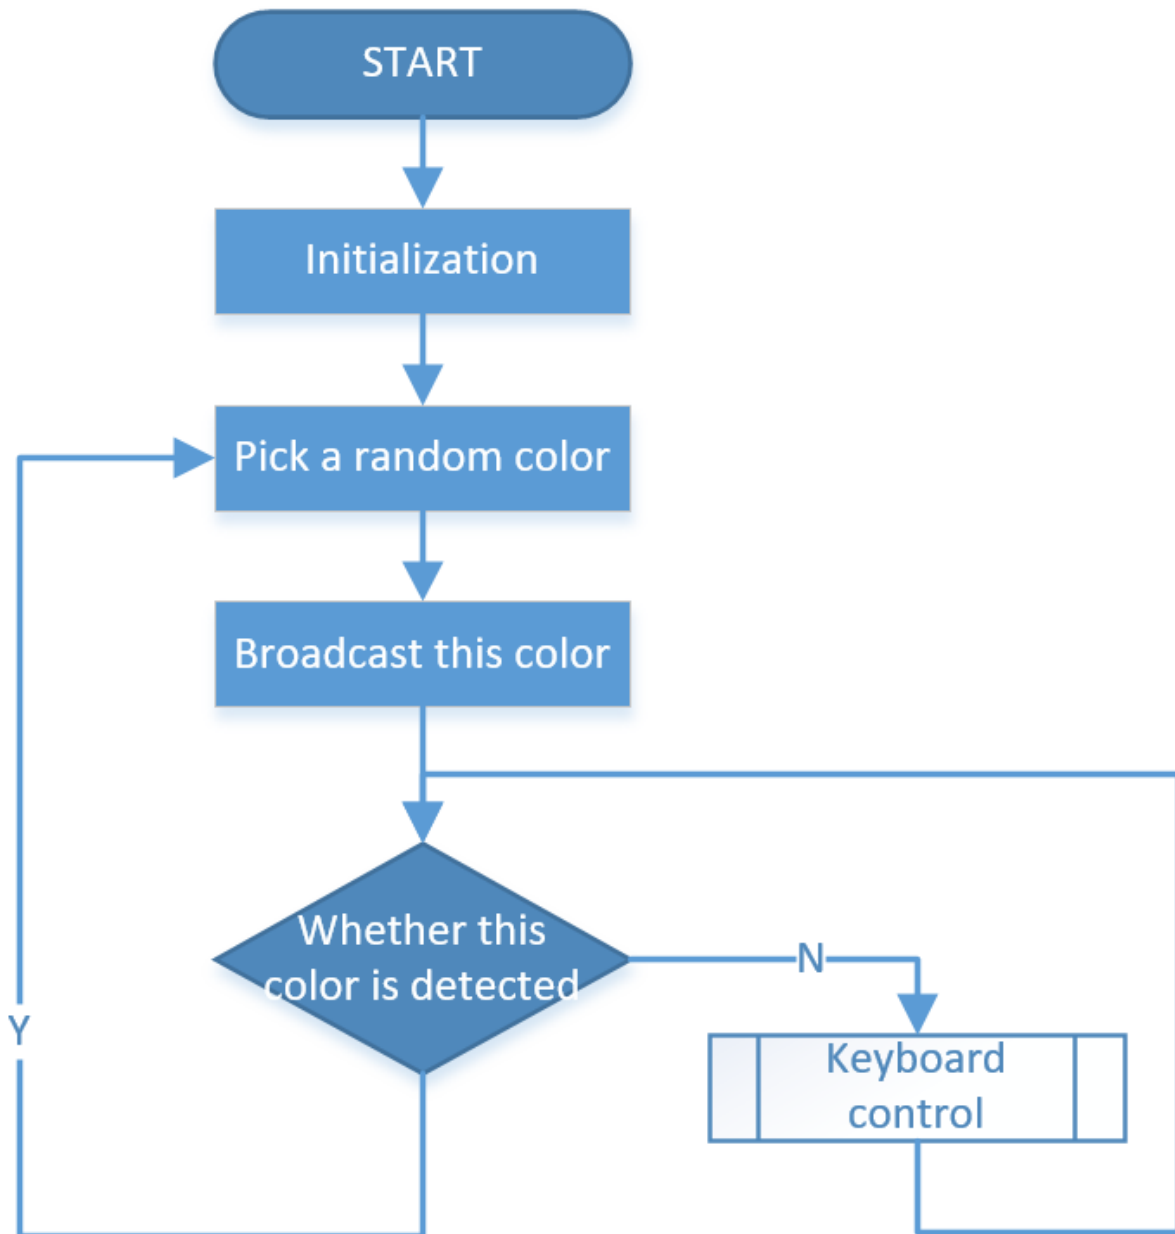 START
Initialization
Pick a random color
Broadcast this color
Whether this
color is detected
N
Y
Keyboard
control